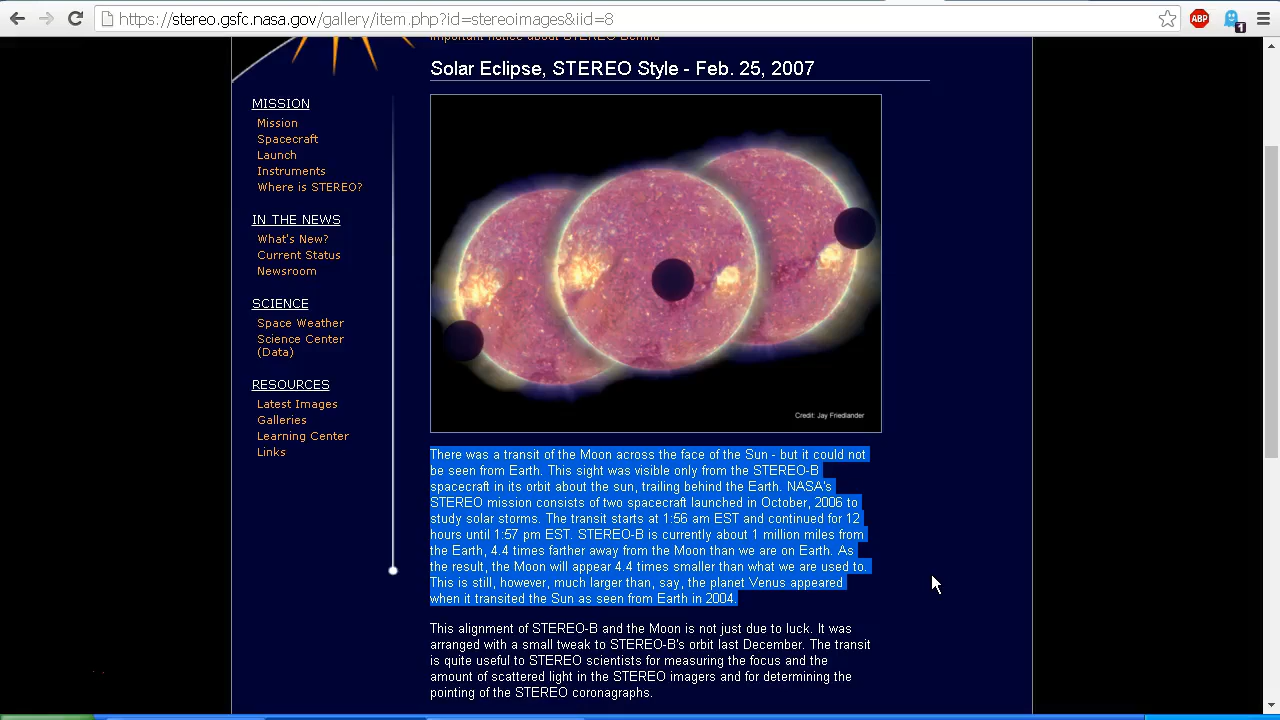 https://stereo.gsfc.nasa.gov/gallery/item.php?id=stereoimages&iid=8
ABP
1
Important notice about STEREO Behind
Solar Eclipse, STEREO Style - Feb. 25, 2007
MISSION
Mission
Spacecraft
Launch
Instruments
Where is STEREO?
IN THE NEWS
What's New?
Current Status
Newsroom
SCIENCE
Space Weather
Science Center
(Data)
RESOURCES
Latest Images
Galleries
Learning Center
Links
Credit: Jay Friedlander
There was a transit of the Moon across the face of the Sun - but it could not
be seen from Earth. This sight was visible only from the STEREO-B
spacecraft in its orbit about the sun, trailing behind the Earth. NASA's
STEREO mission consists of two spacecraft launched in October, 2006 to
study solar storms. The transit starts at 1:56 am EST and continued for 12
hours until 1:57 pm EST. STEREO-B is currently about 1 million miles from
the Earth, 4.4 times farther away from the Moon than we are on Earth. As
the result, the Moon will appear 4.4 times smaller than what we are used to.
This is still, however, much larger than, say, the planet Venus appeared
when it transited the Sun as seen from Earth in 2004.
This alignment of STEREO-B and the Moon is not just due to luck. It was
arranged with a small tweak to STEREO-B's orbit last December. The transit
is quite useful to STEREO scientists for measuring the focus and the
amount of scattered light in the STEREO imagers and for determining the
pointing of the STEREO coronagraphs.